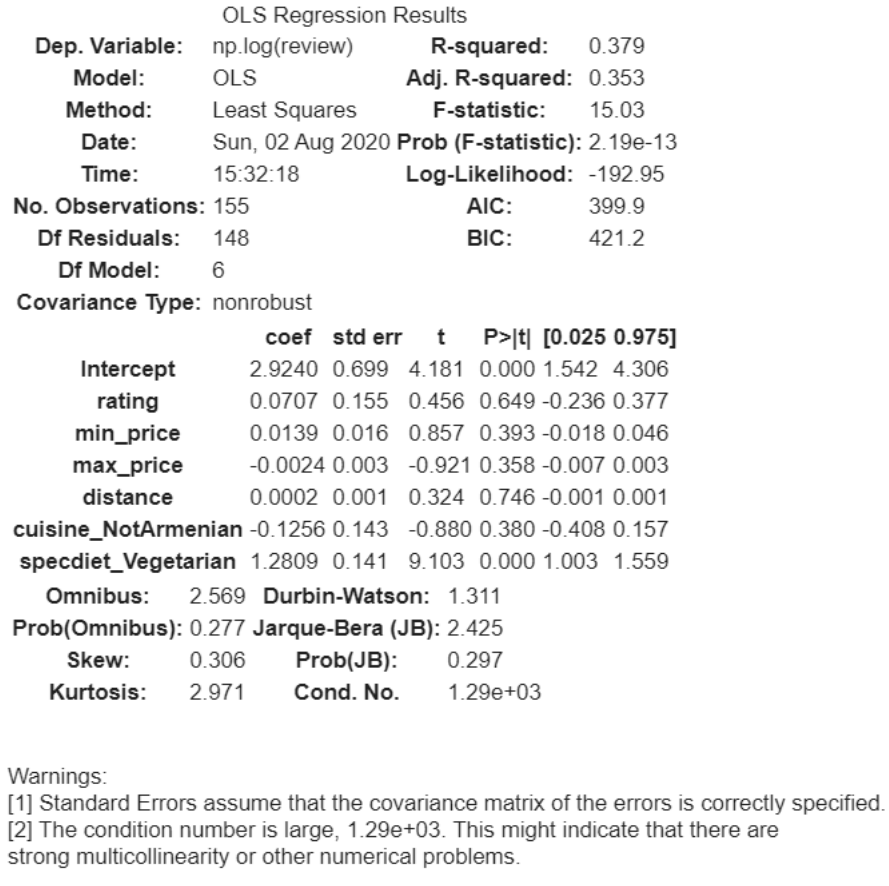 OLS Regression Results
Dep. Variable: np.log(review) R-squared: 0.379
Model: OLS Adj. R-squared: 0.353
Method: Least Squares F-statistic: 15.03
Date: Sun, 02 Aug 2020 Prob (F-statistic): 2.19e-13
Time: 15:32:18 Log-Likelihood: -192.95
No. Observations: 155 AIC: 399.9
Df Residuals: 148 BIC: 421.2
Df Model: 6
Covariance Type: nonrobust
coef std err t P>|t| [0.025 0.975]
Intercept 2.9240 0.699 4.181 0.000 1.542 4.306
rating 0.0707 0.155 0.456 0.649 -0.236 0.377
min_price 0.0139 0.016 0.857 0.393 -0.018 0.046
max_price -0.0024 0.003 -0.921 0.358 -0.007 0.003
distance 0.0002 0.001 0.324 0.746 -0.001 0.001
cuisine_NotArmenian -0.1256 0.143 -0.880 0.380 -0.408 0.157
specdiet_Vegetarian 1.2809 0.141 9.103 0.000 1.003 1.559
Omnibus: 2.569 Durbin-Watson: 1.311
Prob(Omnibus): 0.277 Jarque-Bera (JB): 2.425
Skew: 0.306 Prob(JB): 0.297
Kurtosis: 2.971 Cond. No. 1.29e+03
Warnings:
[1] Standard Errors assume that the covariance matrix of the errors is correctly specified.
[2] The condition number is large, 1.29e+03. This might indicate that there are
strong multicollinearity or other numerical problems.